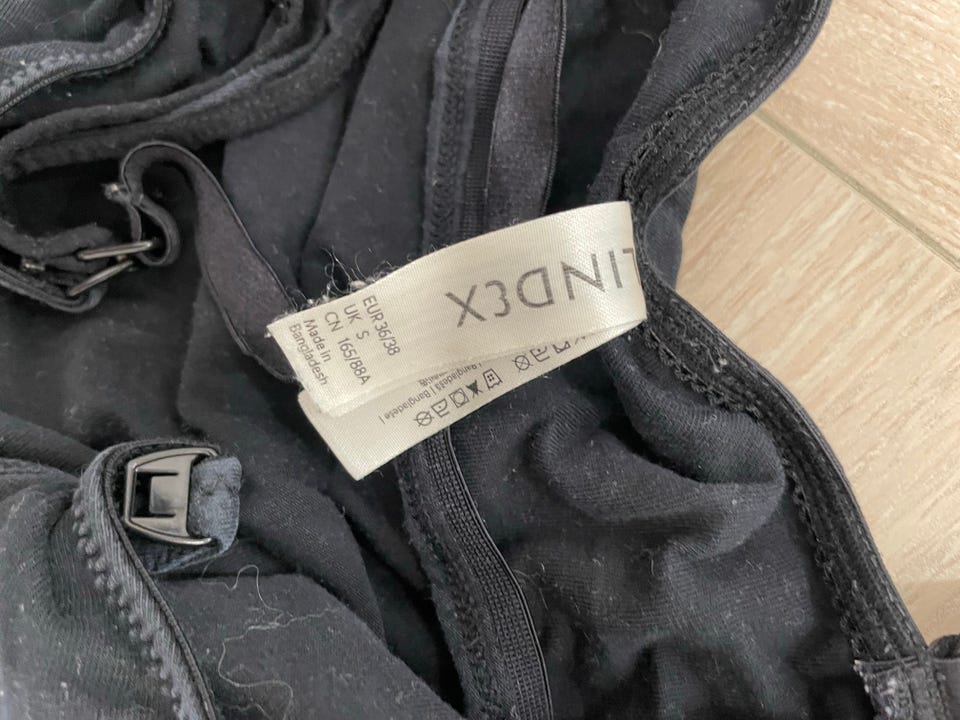 LINDEX
EUR 36/38
UK S
CN 165/88A
Made in
Bangladesh